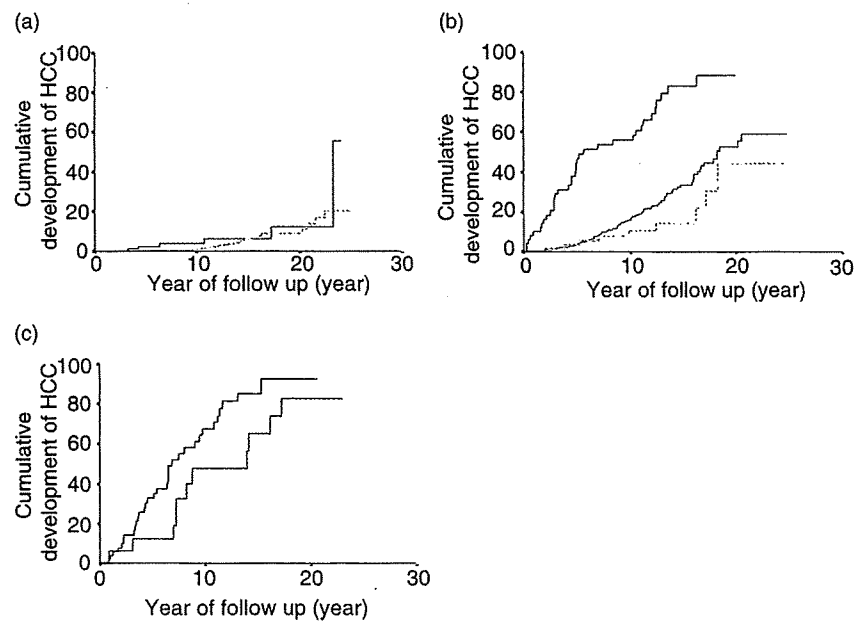 (a)
100
80
60
40
20
0
Cumulative
development of HCC
0 10 20 30
Year of follow up (year)
(b)
100
80
60
40
20
0
Cumulative
development of HCC
0 10 20 30
Year of follow up (year)
(c)
100
80
60
40
20
0
Cumulative
development of HCC
0 10 20 30
Year of follow up (year)